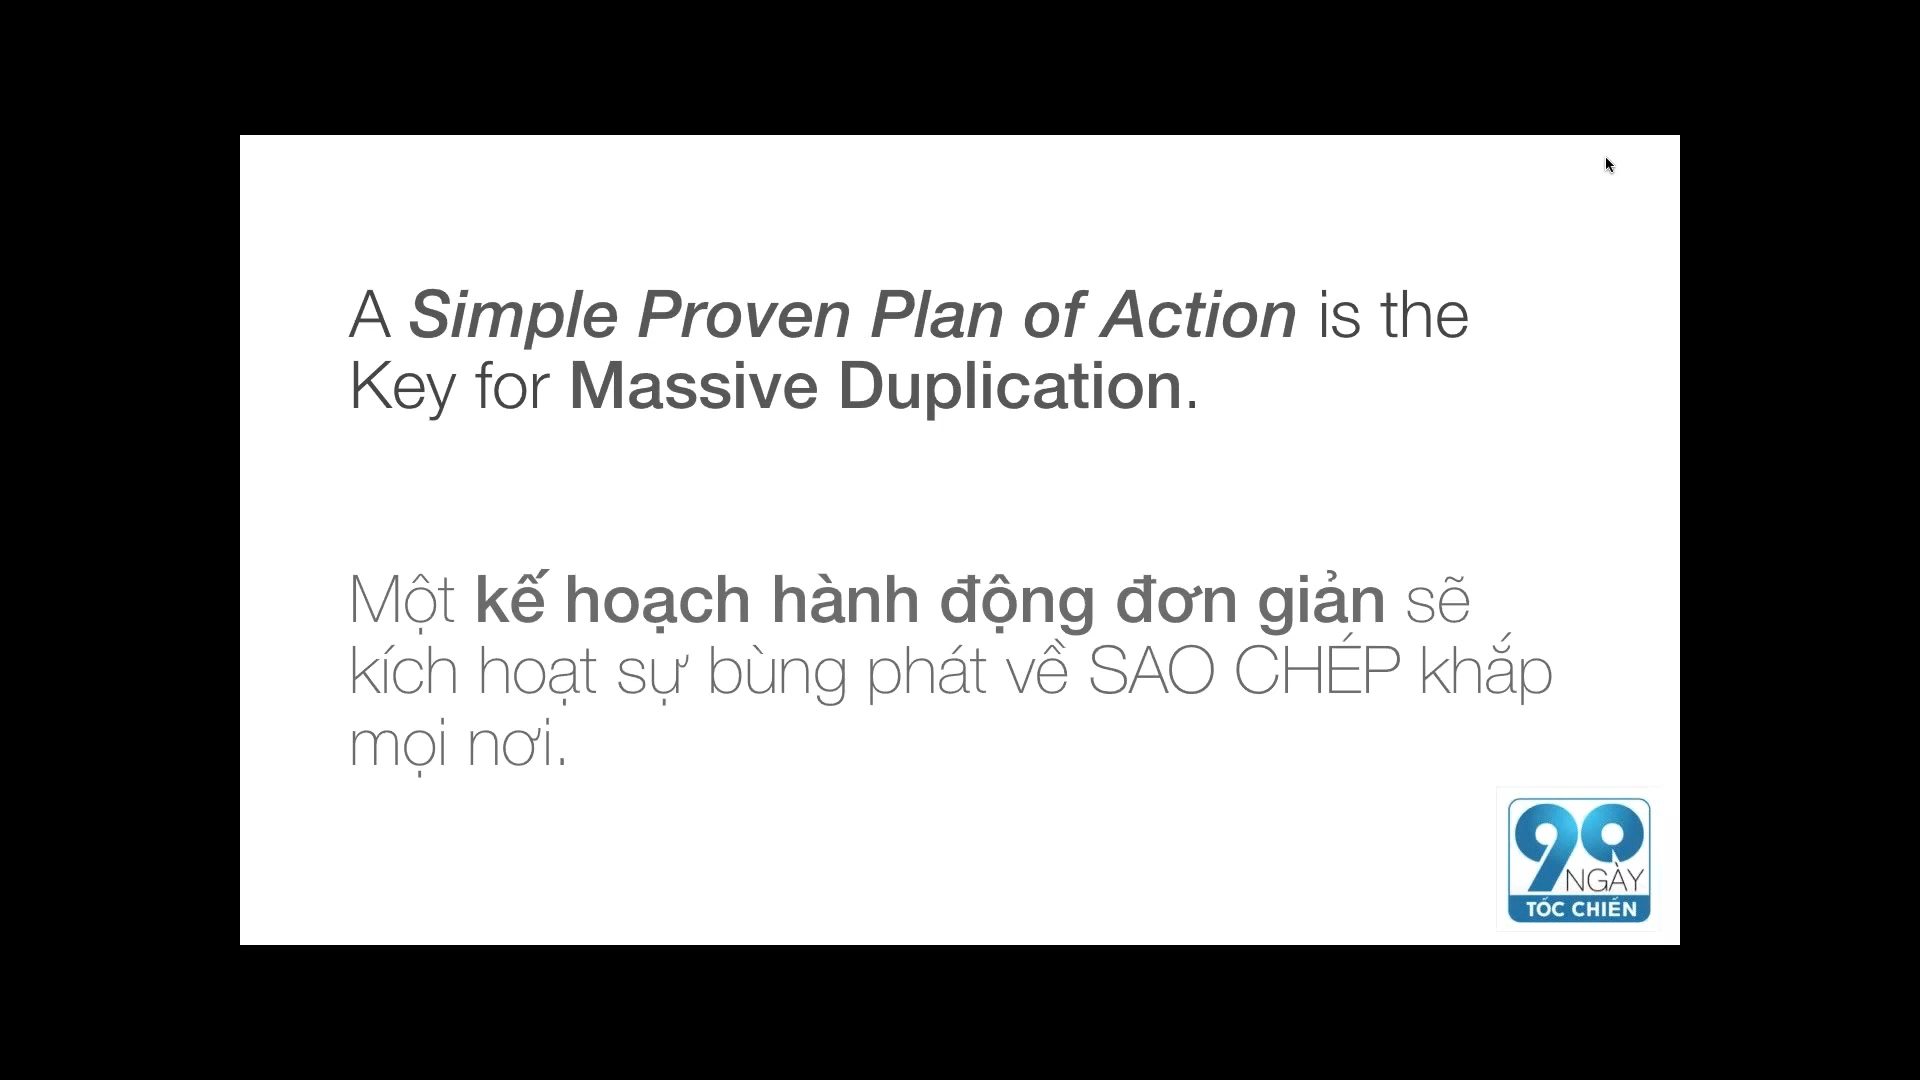 A Simple Proven Plan of Action is the
Key for Massive Duplication.
Một kế hoạch hành động đơn giản sẽ
kích hoạt sự bùng phát về SAO CHÉP khắp
mọi nơi.
90
NGÀY
TỐC CHIẾN